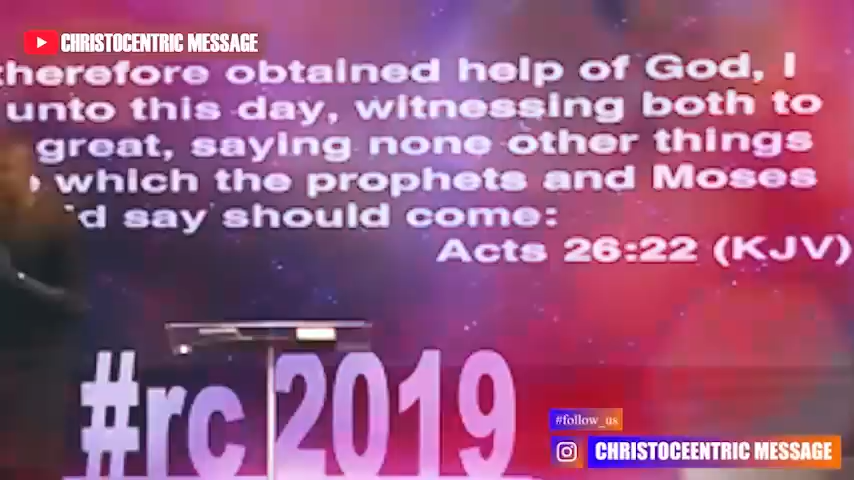 CHRISTOCENTRIC MESSAGE
therefore obtained help of God, I
unto this day, witnessing both to
great, saying none other things
which the prophets and Moses
say should come:
Acts 26:22 (KJV)
#rc 2019
#follow_us
CHRISTOCEENTRIC MESSAGE